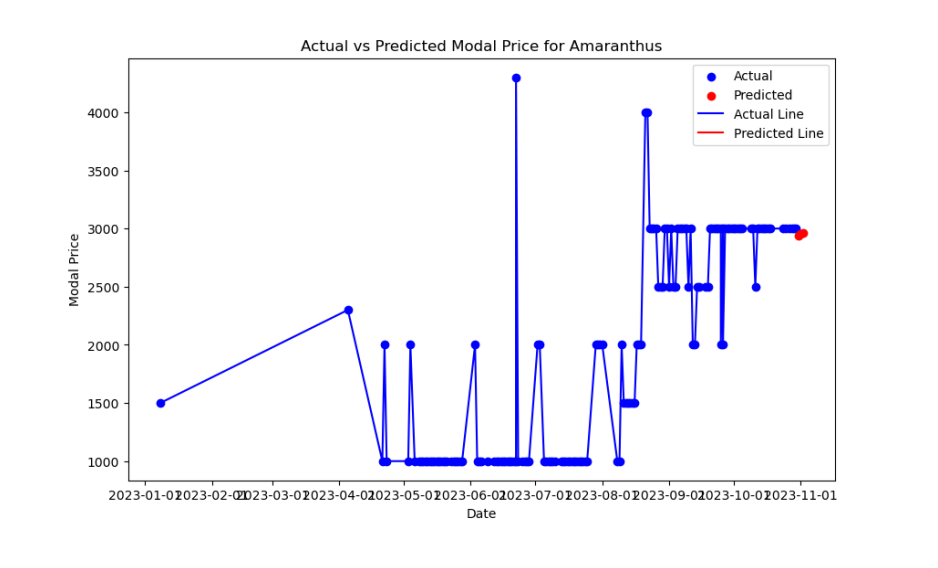 Actual vs Predicted Modal Price for Amaranthus
Actual
Predicted
Actual Line
Predicted Line
Modal Price
4000
3500
3000
2500
2000
1500
1000
2023-01-01
2023-02-01
2023-03-01
2023-04-01
2023-05-01
2023-06-01
2023-07-01
2023-08-01
2023-09-01
2023-10-01
2023-11-01
Date